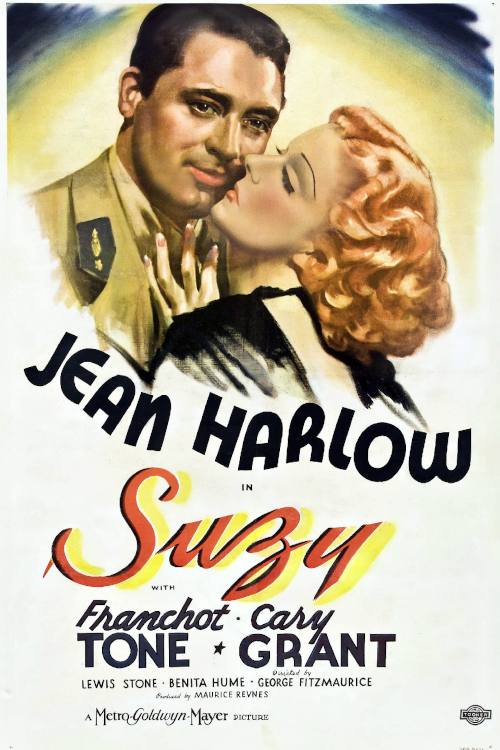 JEAN HARLOW
IN
Suzy
WITH
Franchot · Cary
TONE ★ GRANT
Directed by
LEWIS STONE · BENITA HUME · GEORGE FITZMAURICE
Produced by MAURICE REVNES
A Metro-Goldwyn-Mayer PICTURE
TOOKER